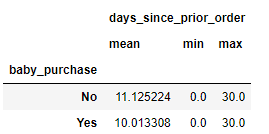 days_since_prior_order
mean min max
baby_purchase
No 11.125224 0.0 30.0
Yes 10.013308 0.0 30.0